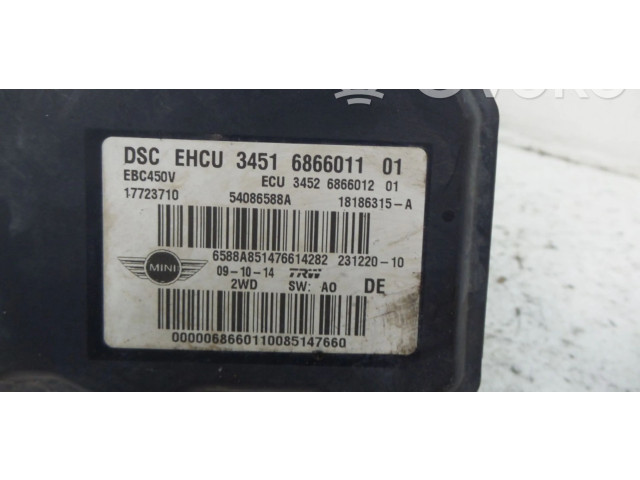 DSC EHCU 3451 6866011 01
EBC450V ECU 3452 6866012 01
17723710 54086588A 18186315-A
6588A851476614282 231220-10
MINI 09-10-14 TRW
2WD SW: A0 DE
0000068660110085147660